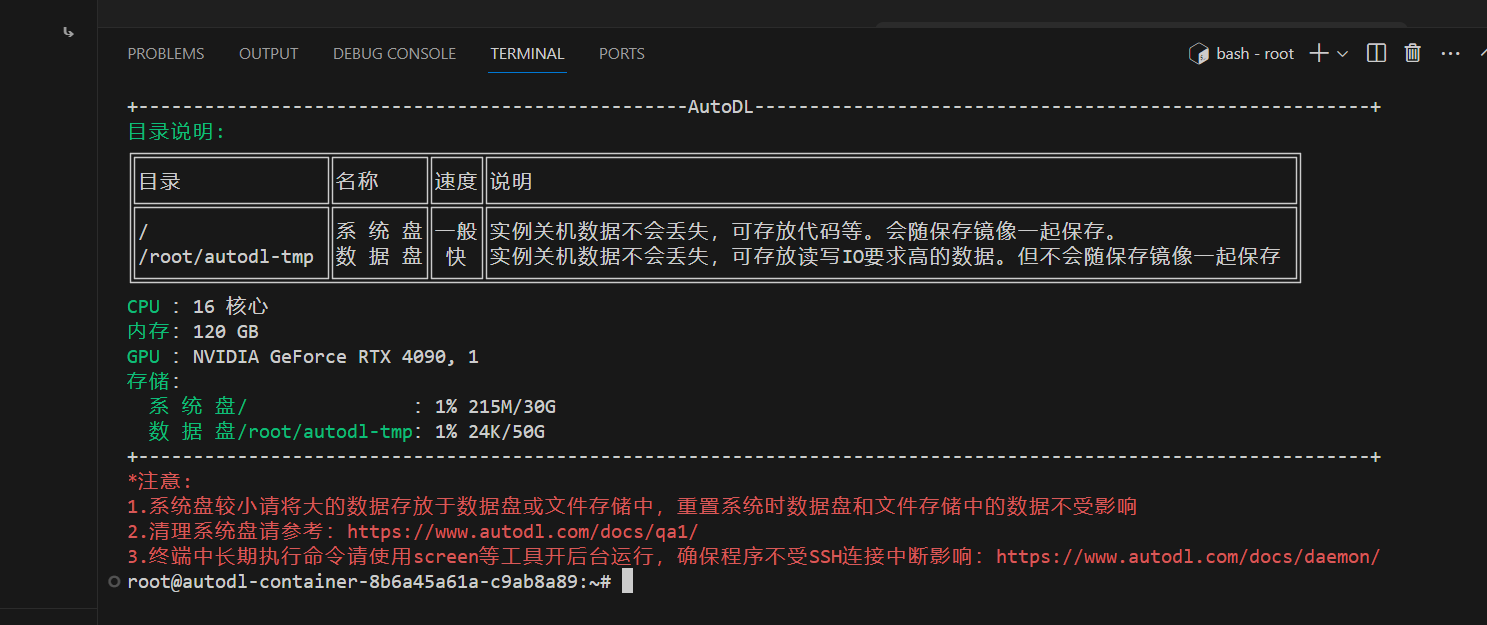 PROBLEMS OUTPUT DEBUG CONSOLE TERMINAL PORTS bash - root
+--------------------------------------------------AutoDL--------------------------------------------------------+
目录说明:
目录 名称 速度 说明
/ 系 统 盘 一般 实例关机数据不会丢失，可存放代码等。会随保存镜像一起保存。
/root/autodl-tmp 数 据 盘 快 实例关机数据不会丢失，可存放读写IO要求高的数据。但不会随保存镜像一起保存
CPU : 16 核心
内存: 120 GB
GPU : NVIDIA GeForce RTX 4090, 1
存储:
系 统 盘/ : 1% 215M/30G
数 据 盘/root/autodl-tmp: 1% 24K/50G
+----------------------------------------------------------------------------------------------------------------+
*注意:
1.系统盘较小请将大的数据存放于数据盘或文件存储中，重置系统时数据盘和文件存储中的数据不受影响
2.清理系统盘请参考: https://www.autodl.com/docs/qa1/
3.终端中长期执行命令请使用screen等工具开后台运行，确保程序不受SSH连接中断影响: https://www.autodl.com/docs/daemon/
root@autodl-container-8b6a45a61a-c9ab8a89:~#